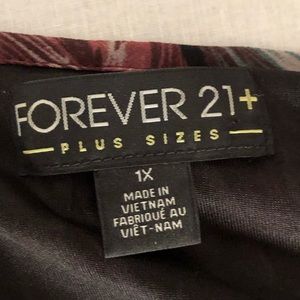 FOREVER 21+
PLUS SIZES
1X
MADE IN
VIETNAM
FABRIQUÉ AU
VIÊT-NAM